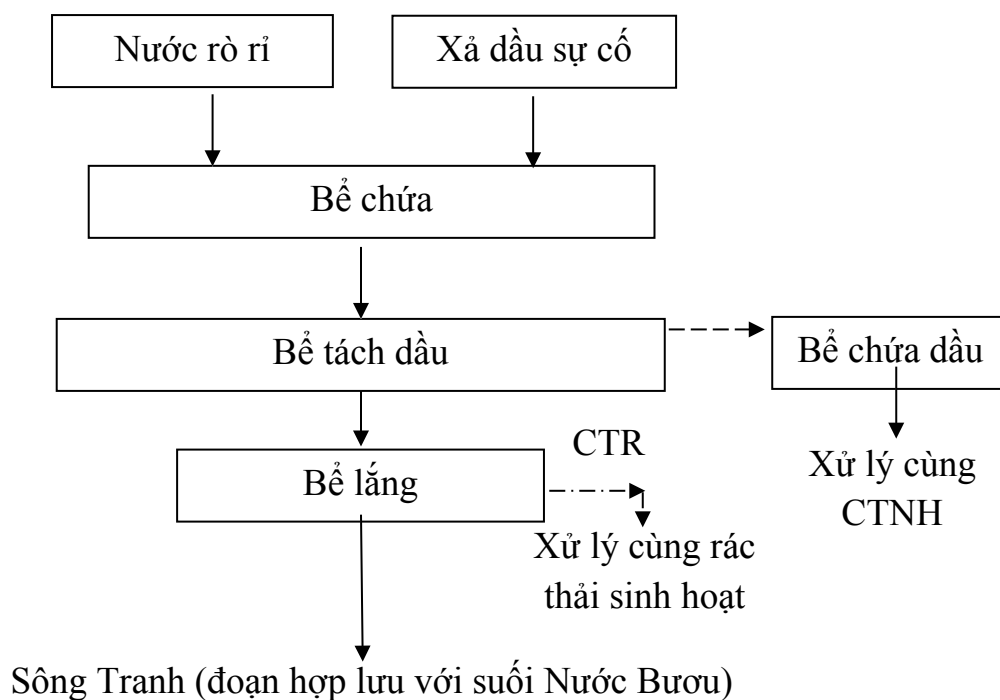 Nước rò rỉ
Xả dầu sự cố
Bể chứa
Bể tách dầu
Bể chứa dầu
CTR
Bể lắng
Xử lý cùng
CTNH
Xử lý cùng rác
thải sinh hoạt
Sông Tranh (đoạn hợp lưu với suối Nước Bươu)